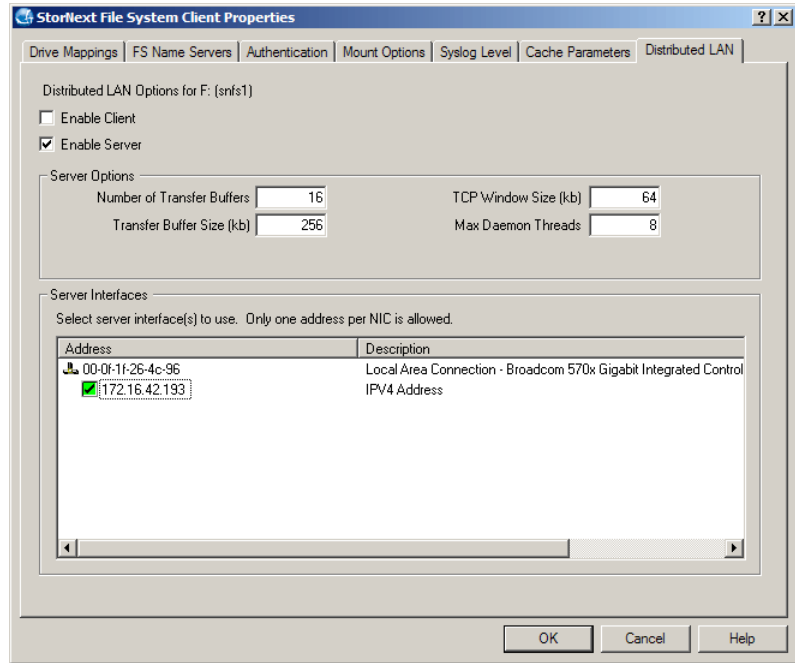 StorNext File System Client Properties
Drive Mappings FS Name Servers Authentication Mount Options Syslog Level Cache Parameters Distributed LAN
Distributed LAN Options for F: (snfs1)
Enable Client
Enable Server
Server Options
Number of Transfer Buffers 16 TCP Window Size (kb) 64
Transfer Buffer Size (kb) 256 Max Daemon Threads 8
Server Interfaces
Select server interface(s) to use. Only one address per NIC is allowed.
Address Description
00-0f-1f-26-4c-96 Local Area Connection - Broadcom 570x Gigabit Integrated Control
172.16.42.193 IPV4 Address
OK Cancel Help